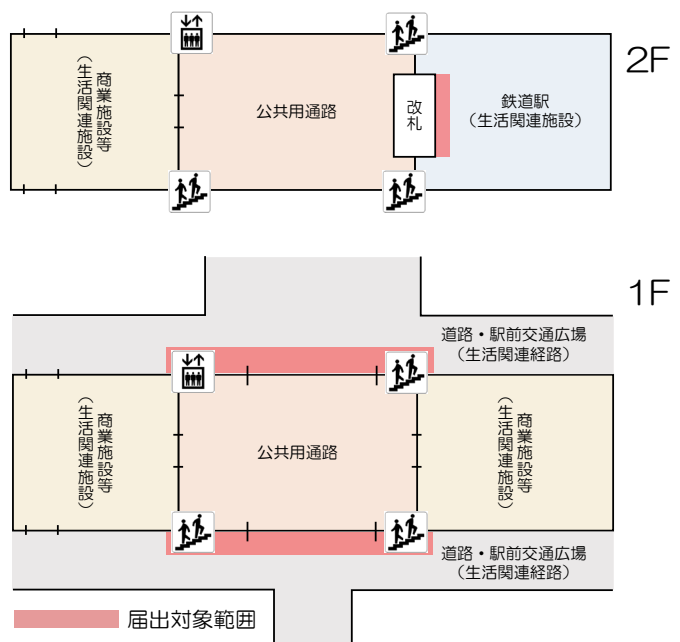 2F
商業施設等
（生活関連施設）
公共用通路
改札
鉄道駅
（生活関連施設）
1F
道路・駅前交通広場
（生活関連経路）
商業施設等
（生活関連施設）
公共用通路
商業施設等
（生活関連施設）
道路・駅前交通広場
（生活関連経路）
届出対象範囲